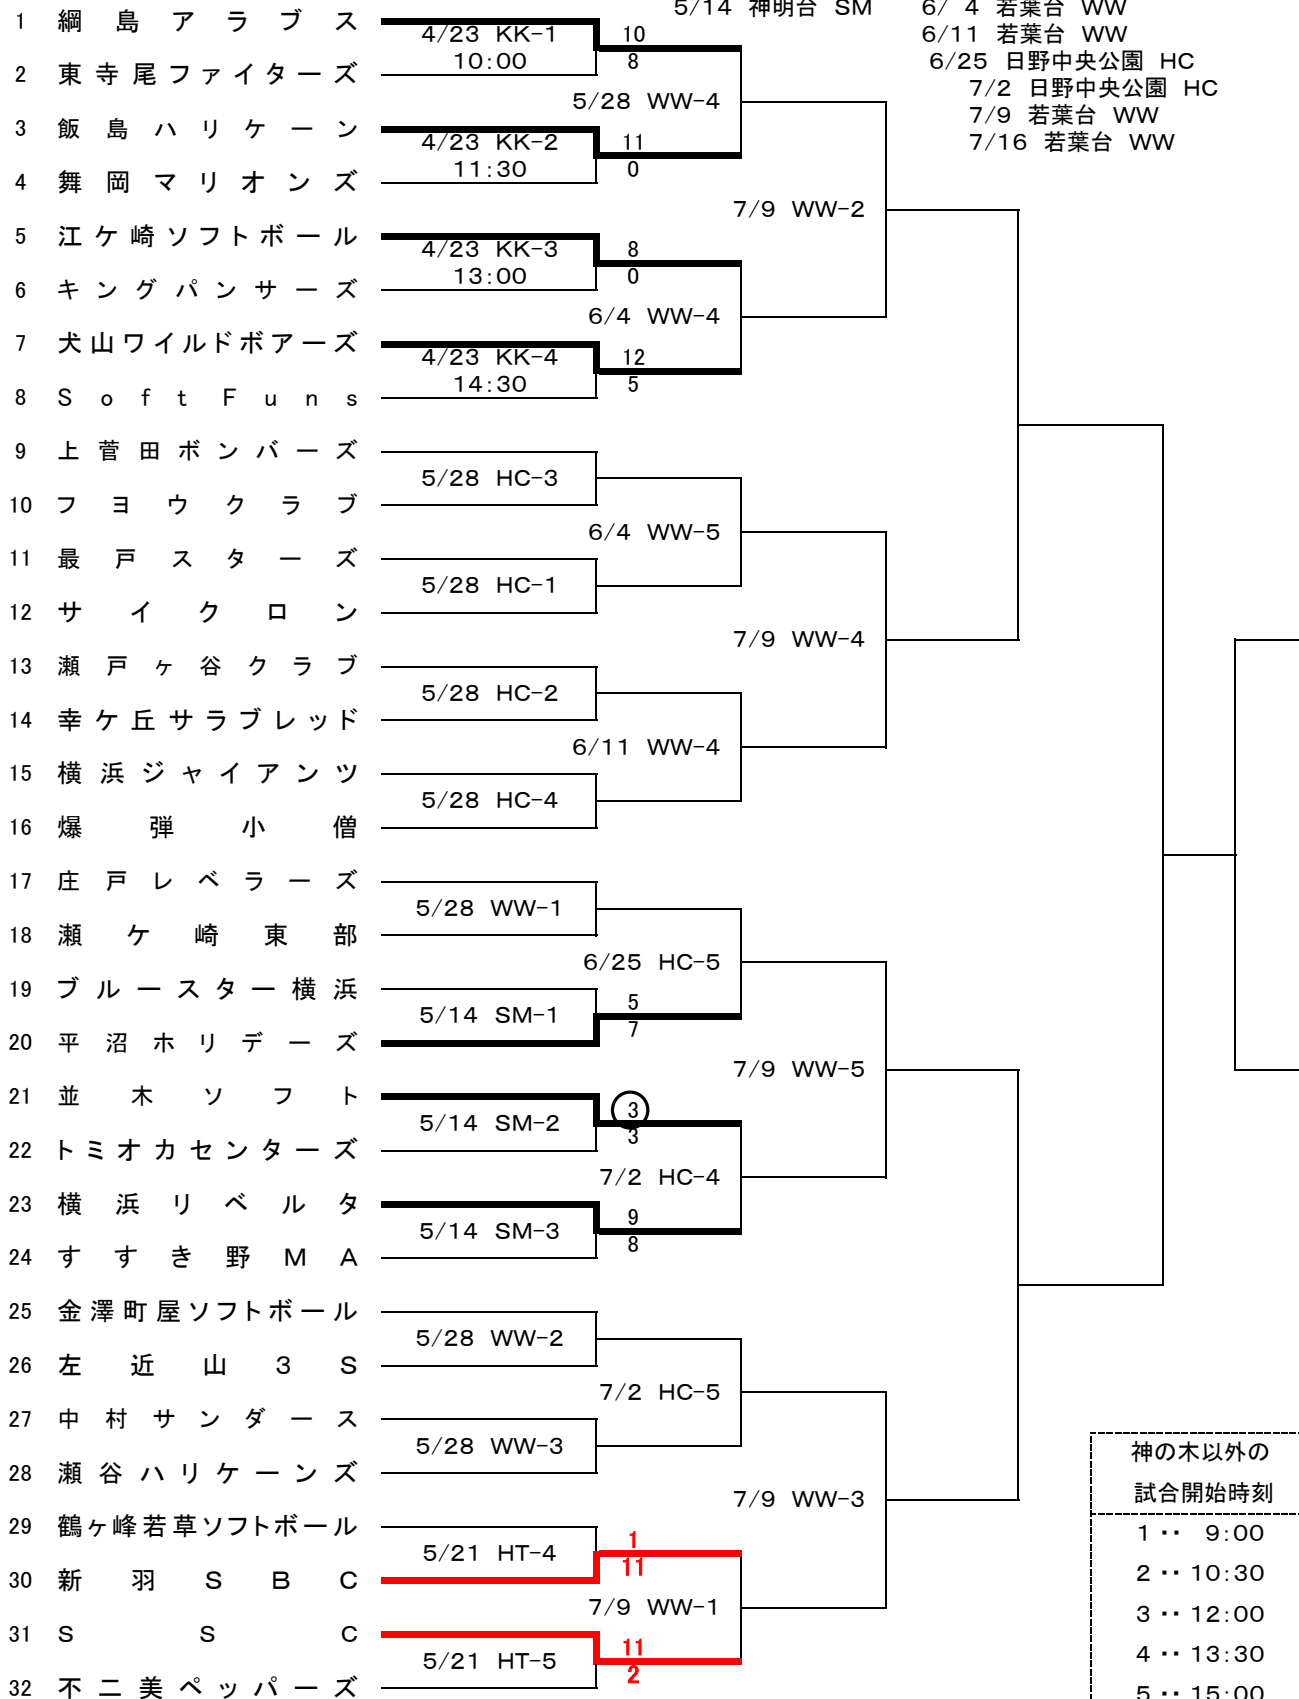 5/14 神明台 SM
6/ 4 若葉台 WW
6/11 若葉台 WW
6/25 日野中央公園 HC
7/2 日野中央公園 HC
7/9 若葉台 WW
7/16 若葉台 WW
1 綱島アラブス
4/23 KK-1
10:00
10
8
2 東寺尾ファイターズ
5/28 WW-4
3 飯島ハリケーン
4/23 KK-2
11:30
11
0
4 舞岡マリオンズ
7/9 WW-2
5 江ケ崎ソフトボール
4/23 KK-3
13:00
8
0
6 キングパンサーズ
6/4 WW-4
7 犬山ワイルドボアーズ
4/23 KK-4
14:30
12
5
8 Soft Funs
9 上菅田ボンバーズ
5/28 HC-3
10 フヨウクラブ
6/4 WW-5
11 最戸スターズ
5/28 HC-1
12 サイクロン
7/9 WW-4
13 瀬戸ヶ谷クラブ
5/28 HC-2
14 幸ケ丘サラブレッド
6/11 WW-4
15 横浜ジャイアンツ
5/28 HC-4
16 爆弾小僧
17 庄戸レベラーズ
5/28 WW-1
18 瀬ケ崎東部
6/25 HC-5
19 ブルースター横浜
5/14 SM-1
5
7
20 平沼ホリデーズ
7/9 WW-5
21 並木ソフト
5/14 SM-2
3
3
22 トミオカセンターズ
7/2 HC-4
23 横浜リベルタ
5/14 SM-3
9
8
24 すすき野MA
25 金澤町屋ソフトボール
5/28 WW-2
26 左近山3S
7/2 HC-5
27 中村サンダース
5/28 WW-3
28 瀬谷ハリケーンズ
7/9 WW-3
29 鶴ヶ峰若草ソフトボール
5/21 HT-4
1
11
30 新羽SBC
7/9 WW-1
31 SSC
5/21 HT-5
11
2
32 不二美ペッパーズ
神の木以外の
試合開始時刻
1 ‥ 9:00
2 ‥ 10:30
3 ‥ 12:00
4 ‥ 13:30
5 ‥ 15:00